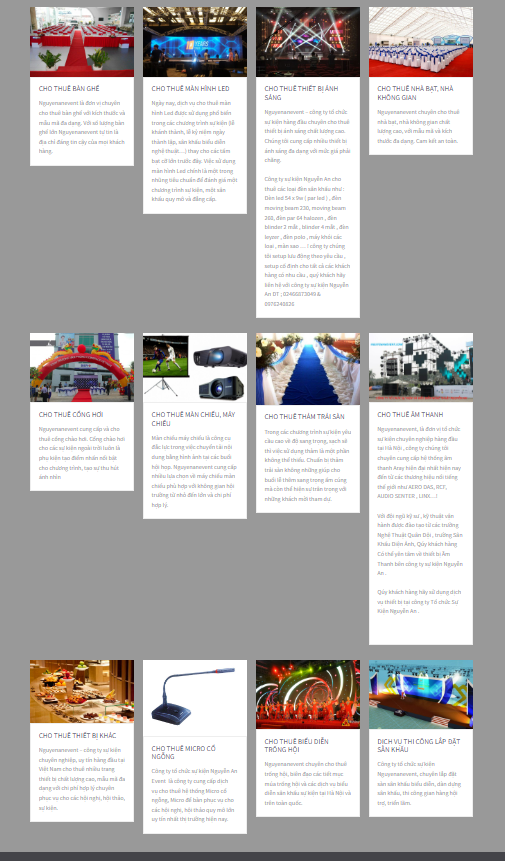 CHO THUÊ BÀN GHẾ
Nguyenanevent là đơn vị chuyên
cho thuê bàn ghế với kích thước và
mẫu mã đa dạng. Với số lượng bàn
ghế lớn Nguyenanevent tự tin là
địa chỉ đáng tin cậy của mọi khách
hàng.
CHO THUÊ MÀN HÌNH LED
Ngày nay, dịch vụ cho thuê màn
hình Led được sử dụng phổ biến
trong các chương trình sự kiện (lễ
khánh thành, lễ kỷ niệm ngày
thành lập, sân khấu biểu diễn
nghệ thuật…) thay cho các tấm
bạt cỡ lớn trước đây. Việc sử dụng
màn hình Led chính là một trong
những tiêu chuẩn để đánh giá một
chương trình sự kiện, một sân
khấu quy mô và đẳng cấp.
CHO THUÊ THIẾT BỊ ÁNH
SÁNG
Nguyenanevent – công ty tổ chức
sự kiện hàng đầu chuyên cho thuê
thiết bị ánh sáng chất lượng cao.
Chúng tôi cung cấp nhiều thiết bị
ánh sáng đa dạng với mức giá phải
chăng.
Công ty sự kiện Nguyễn An cho
thuê các loại đèn sân khấu như :
Đèn led 54 x 9w ( par led ) , đèn
moving beam 230, moving beam
200, đèn par 64 halozen , đèn
blinder 2 mắt , blinder 4 mắt , đèn
leyser , đèn polo , máy khói các
loại , màn sao … ! công ty chúng
tôi setup lưu động theo yêu cầu ,
setup cố định cho tất cả các khách
hàng có nhu cầu , quý khách hãy
liên hệ với công ty sự kiện Nguyễn
An ĐT : 02466873049 &
0976346626
CHO THUÊ NHÀ BẠT, NHÀ
KHÔNG GIAN
Nguyenanevent chuyên cho thuê
nhà bạt, nhà không gian chất
lượng cao, với mẫu mã và kích
thước đa dạng. Cam kết an toàn.
CHO THUÊ CỔNG HƠI
Nguyenanevent cung cấp và cho
thuê cổng chào hơi. Cổng chào hơi
cho các sự kiện ngoài trời luôn là
phụ kiện tạo điểm nhấn nổi bật
cho chương trình, tạo sự thu hút
ánh nhìn
CHO THUÊ MÀN CHIẾU, MÁY
CHIẾU
Màn chiếu máy chiếu là công cụ
đắc lực trong việc chuyển tải nội
dung bằng hình ảnh tại các buổi
hội họp. Nguyenanevent cung cấp
nhiều lựa chọn về máy chiếu màn
chiếu phù hợp với không gian hội
trường từ nhỏ đến lớn và chi phí
hợp lý.
CHO THUÊ THẢM TRẢI SÀN
Trong các chương trình sự kiện yêu
cầu cao về độ sang trọng, sạch sẽ
thì việc sử dụng thảm là một phần
không thể thiếu. Chuẩn bị thảm
trải sàn không những giúp cho
buổi lễ thêm sang trọng ấm cúng
mà còn thể hiện sự trân trọng với
những khách mời tham dự.
CHO THUÊ ÂM THANH
Nguyenanevent, là đơn vị tổ chức
sự kiện chuyên nghiệp hàng đầu
tại Hà Nội , công ty chúng tôi
chuyên cung cấp hệ thống âm
thanh Aray hiện đại nhất hiện nay
đến từ các thương hiệu nổi tiếng
thế giới như AERO DAS, RCF,
AUDIO SENTER , LINK…!
Với đội ngũ kỹ sư , kỹ thuật vận
hành được đào tạo từ các trường
Nghệ Thuật Quân Đội , trường Sân
Khấu Điện Ảnh, Qúy khách hàng
Có thể yên tâm về thiết bị Âm
Thanh bên công ty sự kiện Nguyễn
An .
Qúy khách hàng hãy sử dụng dịch
vụ thiết bị tại công ty Tổ chức Sự
Kiện Nguyễn An .
CHO THUÊ THIẾT BỊ KHÁC
Nguyenanevent – công ty sự kiện
chuyên nghiệp, uy tín hàng đầu tại
Việt Nam cho thuê nhiều trang
thiết bị chất lượng cao, mẫu mã đa
dạng với chi phí hợp lý chuyên
phục vụ cho các hội nghị, hội thảo,
sự kiện.
CHO THUÊ MICRO CỔ
NGỖNG
Công ty tổ chức sự kiện Nguyễn An
Event là công ty cung cấp dịch
vụ cho thuê hệ thống Micro cổ
ngỗng, Micro để bàn phục vụ cho
các hội nghị, hội thảo quy mô lớn
uy tín nhất thị trường hiện nay.
CHO THUÊ BIỂU DIỄN
TRỐNG HỘI
Nguyenanevent chuyên cho thuê
trống hội, biên đạo các tiết mục
múa trống hội và các dịch vụ biểu
diễn sân khấu sự kiện tại Hà Nội và
trên toàn quốc.
DỊCH VỤ THI CÔNG LẮP ĐẶT
SÂN KHẤU
Công ty tổ chức sự kiện
Nguyenanevent, chuyên lắp đặt
sàn sân khấu biểu diễn, dàn dựng
sân khấu, thi công gian hàng hội
trợ, triển lãm.